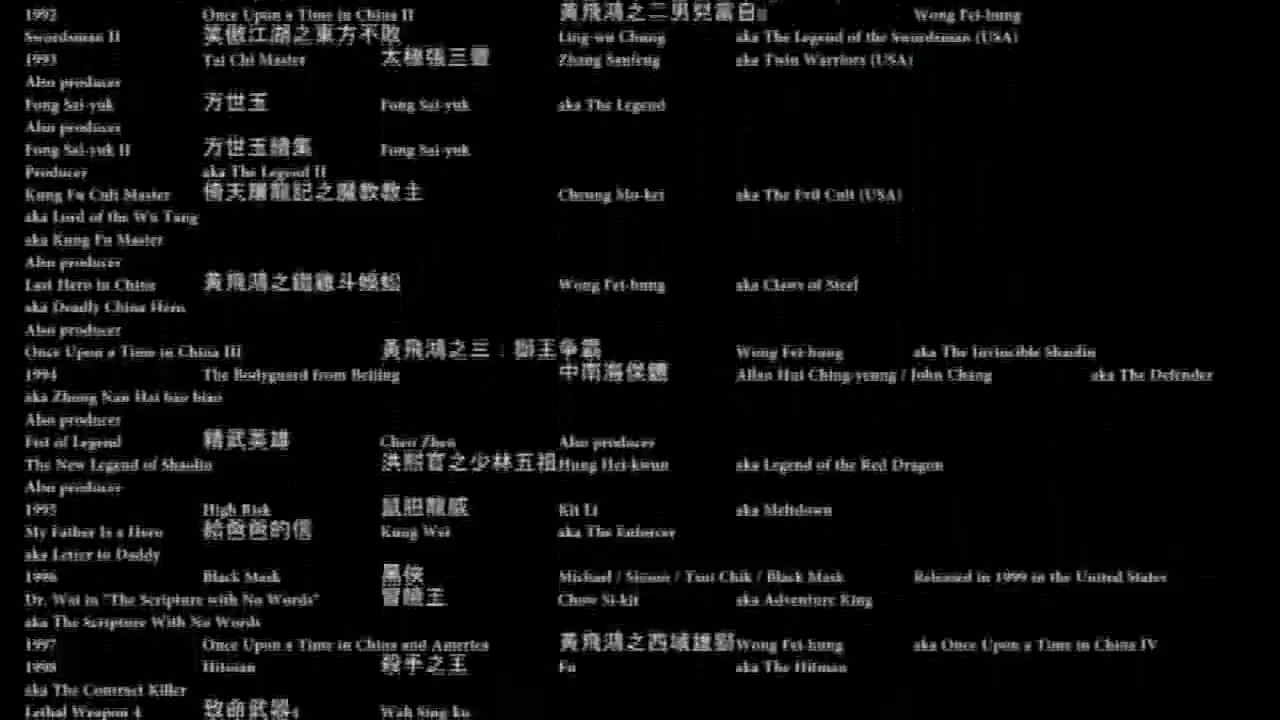 1992 Once Upon a Time in China II 黃飛鴻之二男兒當自 Wong Fei-hung
Swordsman II 笑傲江湖之東方不敗 Ling-wu Chung aka The Legend of the Swordsman (USA)
1993 Tai Chi Master 太極張三豐 Zhang Sanfeng aka Twin Warriors (USA)
Also producer
Fong Sai-yuk 方世玉 Fong Sai-yuk aka The Legend
Also producer
Fong Sai-yuk II 方世玉續集 Fong Sai-yuk
Producer aka The Legend II
Kung Fu Cult Master 倚天屠龍記之魔教教主 Cheung Mo-kei aka The Evil Cult (USA)
aka Lord of the Wu Tang
aka Kung Fu Master
Also producer
Last Hero in China 黃飛鴻之鐵雞斗蜈蚣 Wong Fei-hung aka Claws of Steel
aka Deadly China Hero
Also producer
Once Upon a Time in China III 黃飛鴻之三：獅王争霸 Wong Fei-hung aka The Invincible Shaolin
1994 The Bodyguard from Beijing 中南海保鑣 Allan Hui Ching-yeung / John Chang aka The Defender
aka Zhong Nan Hai bao biao
Also producer
Fist of Legend 精武英雄 Chen Zhen Also producer
The New Legend of Shaolin 洪熙官之少林五祖 Hung Hei-kwun aka Legend of the Red Dragon
Also producer
1995 High Risk 鼠胆龍威 Kit Li aka Meltdown
My Father Is a Hero 給爸爸的信 Kung Wei aka The Enforcer
aka Letter to Daddy
1996 Black Mask 黑俠 Michael / Simon / Tsui Chik / Black Mask Released in 1999 in the United States
Dr. Wai in "The Scripture with No Words" 冒險王 Chow Si-kit aka Adventure King
aka The Scripture With No Words
1997 Once Upon a Time in China and America 黃飛鴻之西域雄獅 Wong Fei-hung aka Once Upon a Time in China IV
1998 Hitman 殺手之王 Fu aka The Hitman
aka The Contract Killer
Lethal Weapon 4 致命武器4 Wah Sing-ku